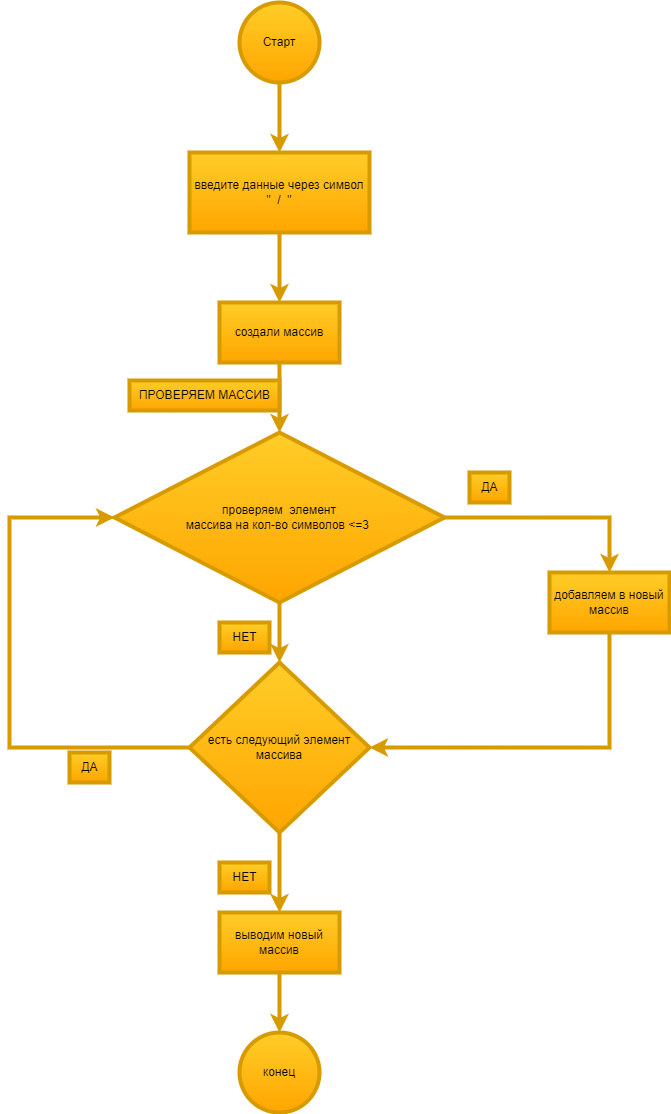 Старт
введите данные через символ
" / "
создали массив
ПРОВЕРЯЕМ МАССИВ
проверяем элемент
массива на кол-во символов <=3
ДА
добавляем в новый
массив
НЕТ
есть следующий элемент
массива
ДА
НЕТ
выводим новый
массив
конец